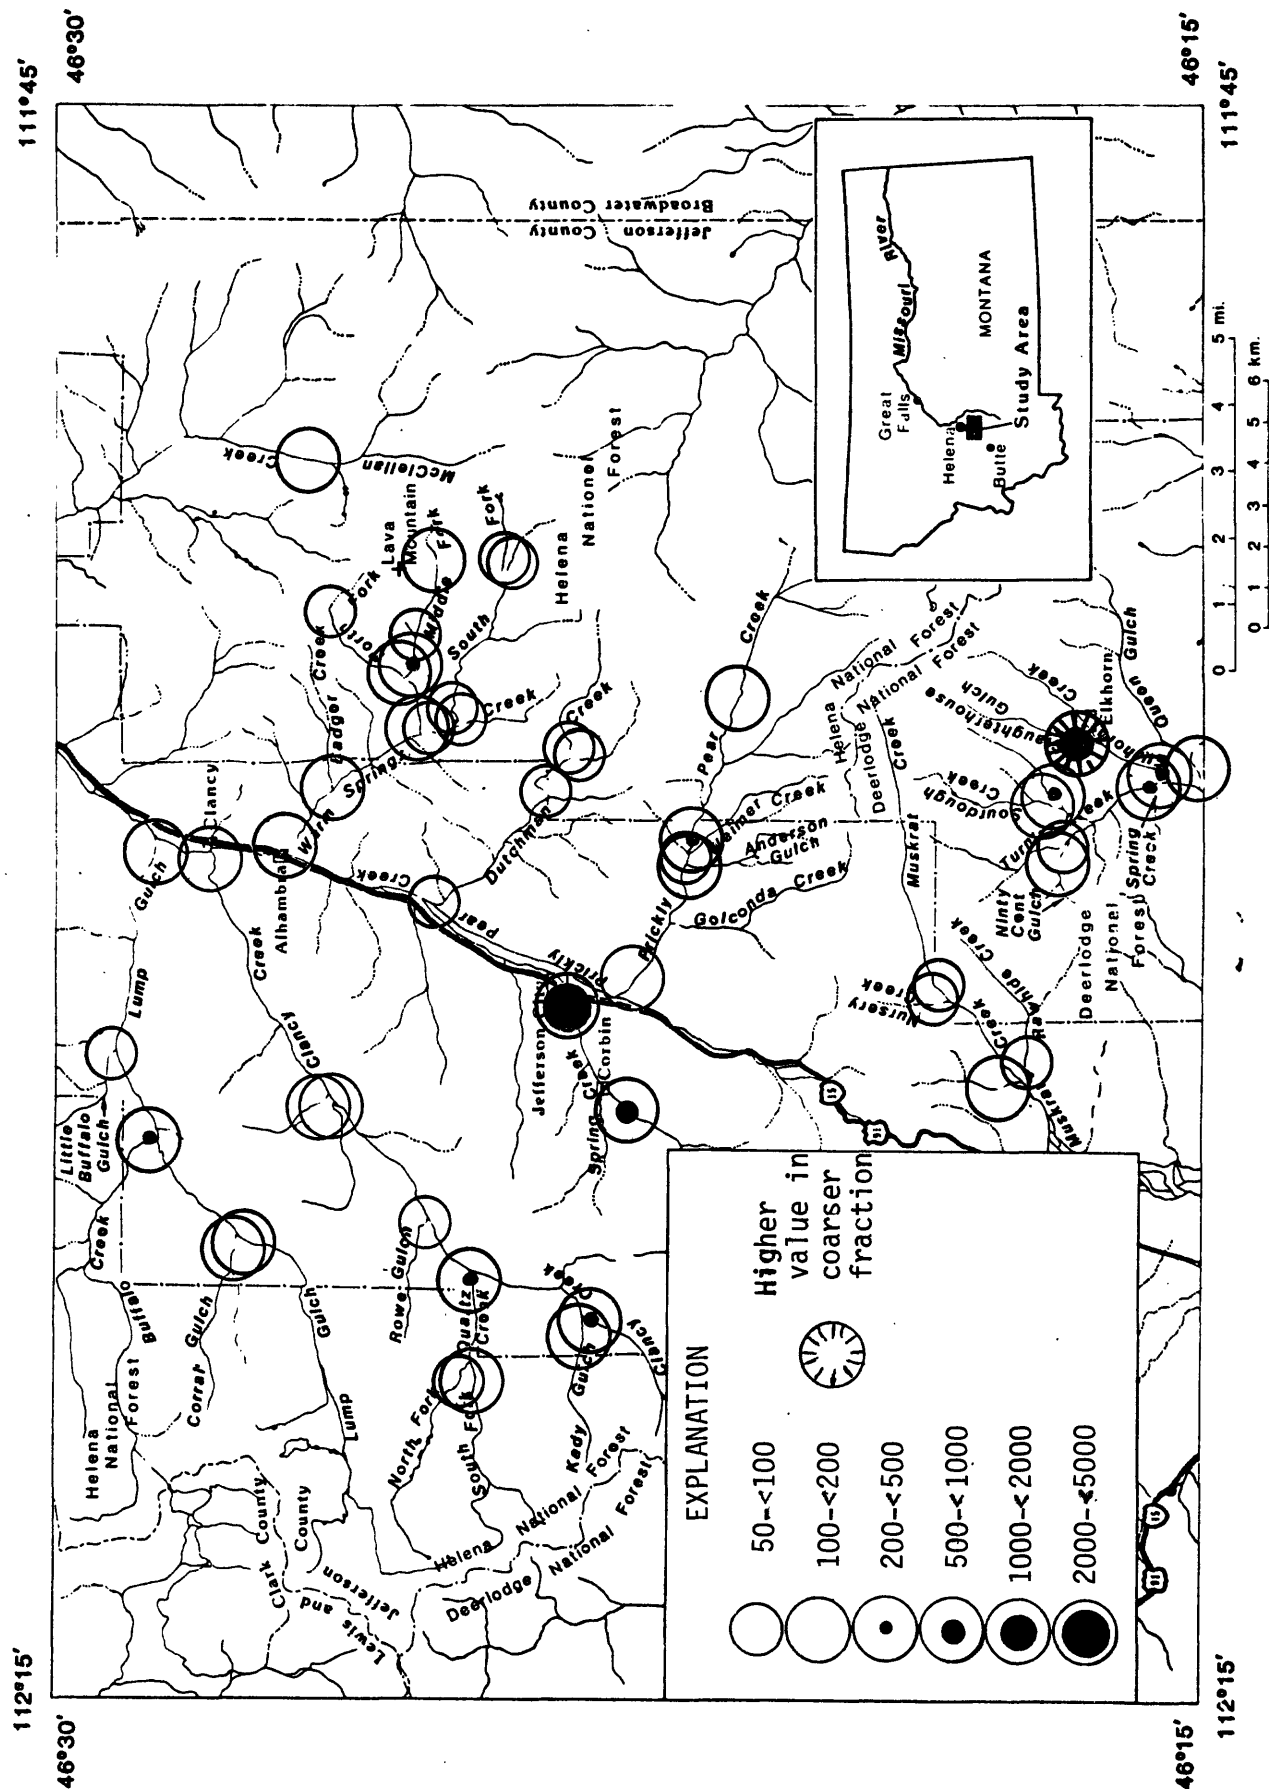 111°45'
46°30'
46°15'
111°45'
112°15'
46°30'
46°15'
112°15'
Broadwater County
Jefferson County
Creek
McClellan
Lava
Mountain
Fork
Middle
North
Fork
South
Fork
Helena
National
Forest
Badger
Creek
Warm
Springs
Creek
Clancy
Alhambra
Lump
Gulch
Dutchman
Creek
Prickly
Pear
Creek
Prickly
Pear
Creek
Helena National Forest
Deerlodge National Forest
Anderson
Gulch
Golconda Creek
Muskrat
Creek
Nursery
Creek
Rawhide Creek
Muskrat
Creek
Sourdough
Creek
Gulch
Creek
Elkhorn
Queen
Gulch
Ninty
Cent
Gulch
Spring
Creek
Deerlodge
National
Forest
Jefferson
Corbin
Spring
Creek
Clancy
Creek
Little
Buffalo
Gulch
Buffalo
Creek
Corral
Gulch
Lump
Gulch
Helena
National
Forest
Rowe Gulch
Quartz
Creek
North Fork
South Fork
Kady
Gulch
Clancy
Creek
Helena National Forest
Deerlodge National Forest
Lewis and Clark County
Jefferson County
15
91
15
91
EXPLANATION
50-<100
100-<200
200-<500
500-<1000
1000-<2000
2000-<5000
Higher
value in
coarser
fraction
Missouri River
Great
Falls
Helena
Butte
MONTANA
Study Area
0 1 2 3 4 5 mi.
0 1 2 3 4 5 6 km.